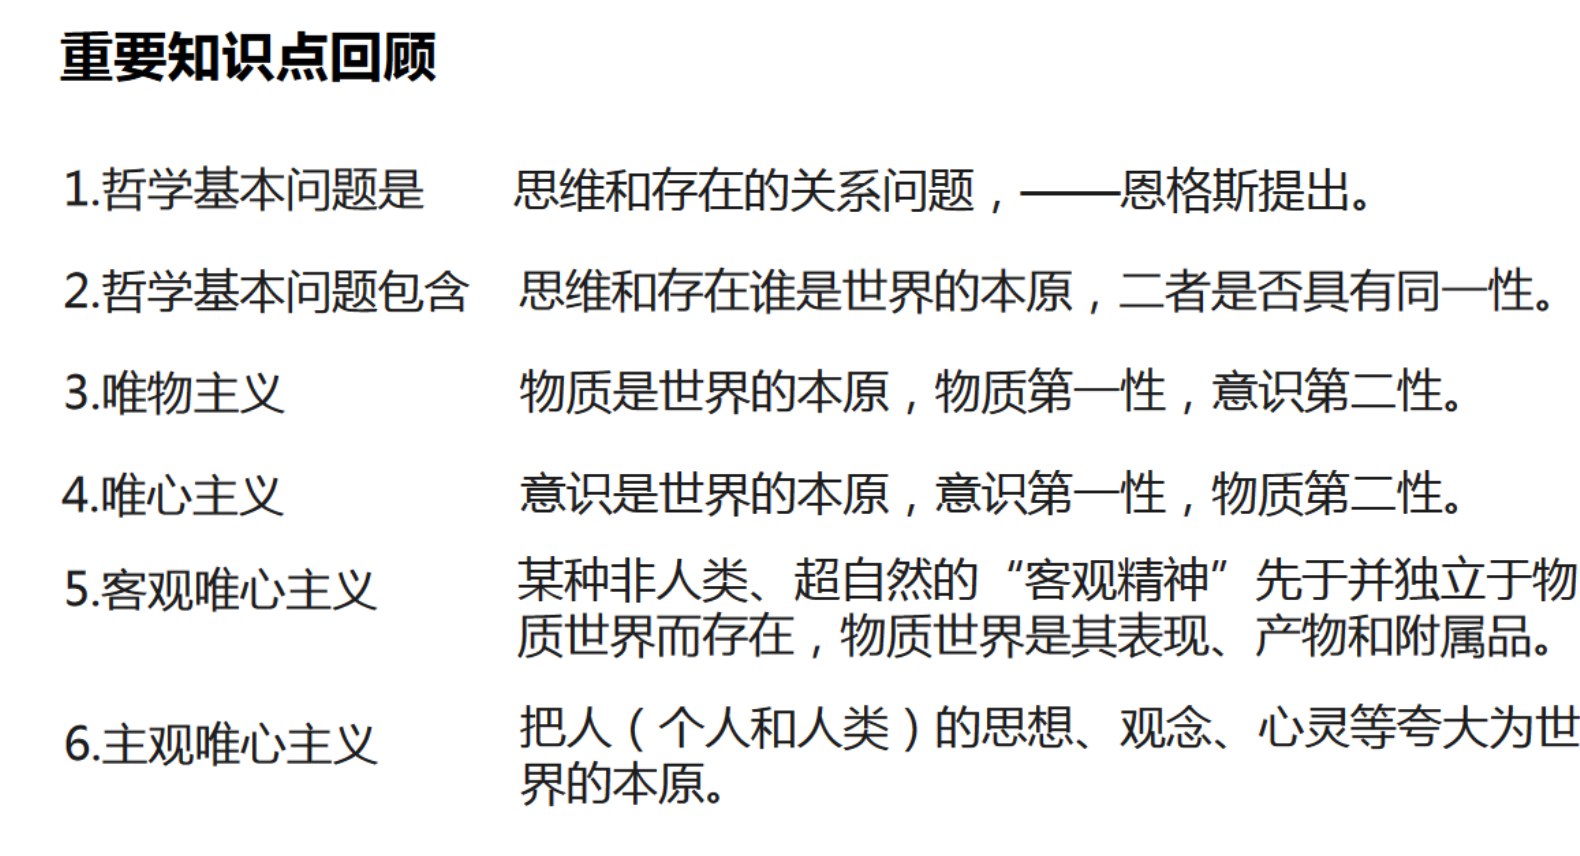 重要知识点回顾
1.哲学基本问题是 思维和存在的关系问题，——恩格斯提出。
2.哲学基本问题包含 思维和存在谁是世界的本原，二者是否具有同一性。
3.唯物主义 物质是世界的本原，物质第一性，意识第二性。
4.唯心主义 意识是世界的本原，意识第一性，物质第二性。
5.客观唯心主义 某种非人类、超自然的“客观精神”先于并独立于物
质世界而存在，物质世界是其表现、产物和附属品。
6.主观唯心主义 把人（个人和人类）的思想、观念、心灵等夸大为世
界的本原。